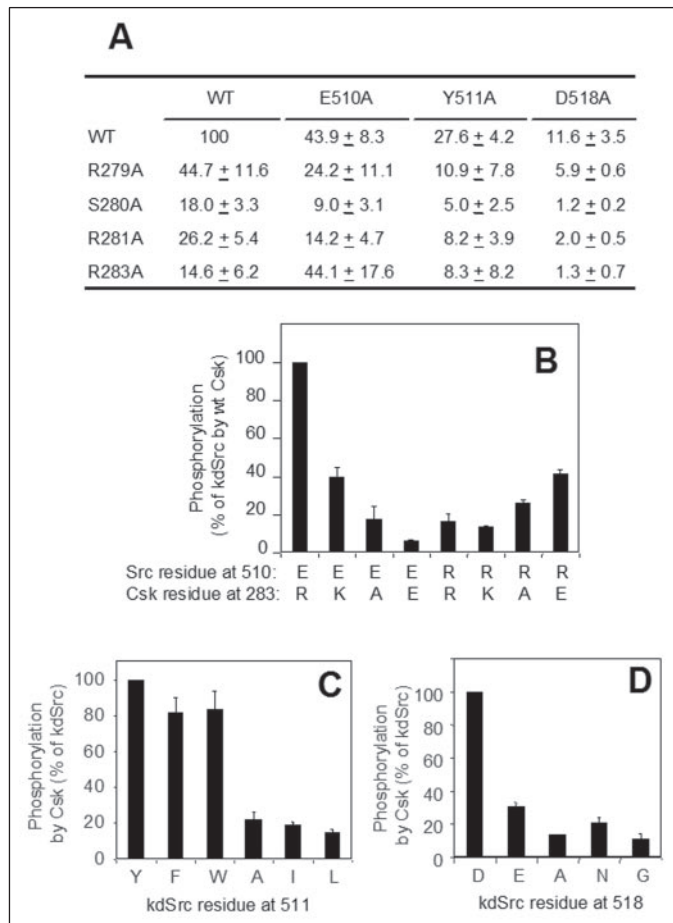 A
WT E510A Y511A D518A
WT 100 43.9 ± 8.3 27.6 ± 4.2 11.6 ± 3.5
R279A 44.7 ± 11.6 24.2 ± 11.1 10.9 ± 7.8 5.9 ± 0.6
S280A 18.0 ± 3.3 9.0 ± 3.1 5.0 ± 2.5 1.2 ± 0.2
R281A 26.2 ± 5.4 14.2 ± 4.7 8.2 ± 3.9 2.0 ± 0.5
R283A 14.6 ± 6.2 44.1 ± 17.6 8.3 ± 8.2 1.3 ± 0.7
B
Phosphorylation
(% of kdSrc by wt Csk)
100
80
60
40
20
0
Src residue at 510: E E E E R R R R
Csk residue at 283: R K A E R K A E
C
Phosphorylation
by Csk (% of kdSrc)
100
80
60
40
20
0
Y F W A I L
kdSrc residue at 511
D
Phosphorylation
by Csk (% of kdSrc)
100
80
60
40
20
0
D E A N G
kdSrc residue at 518